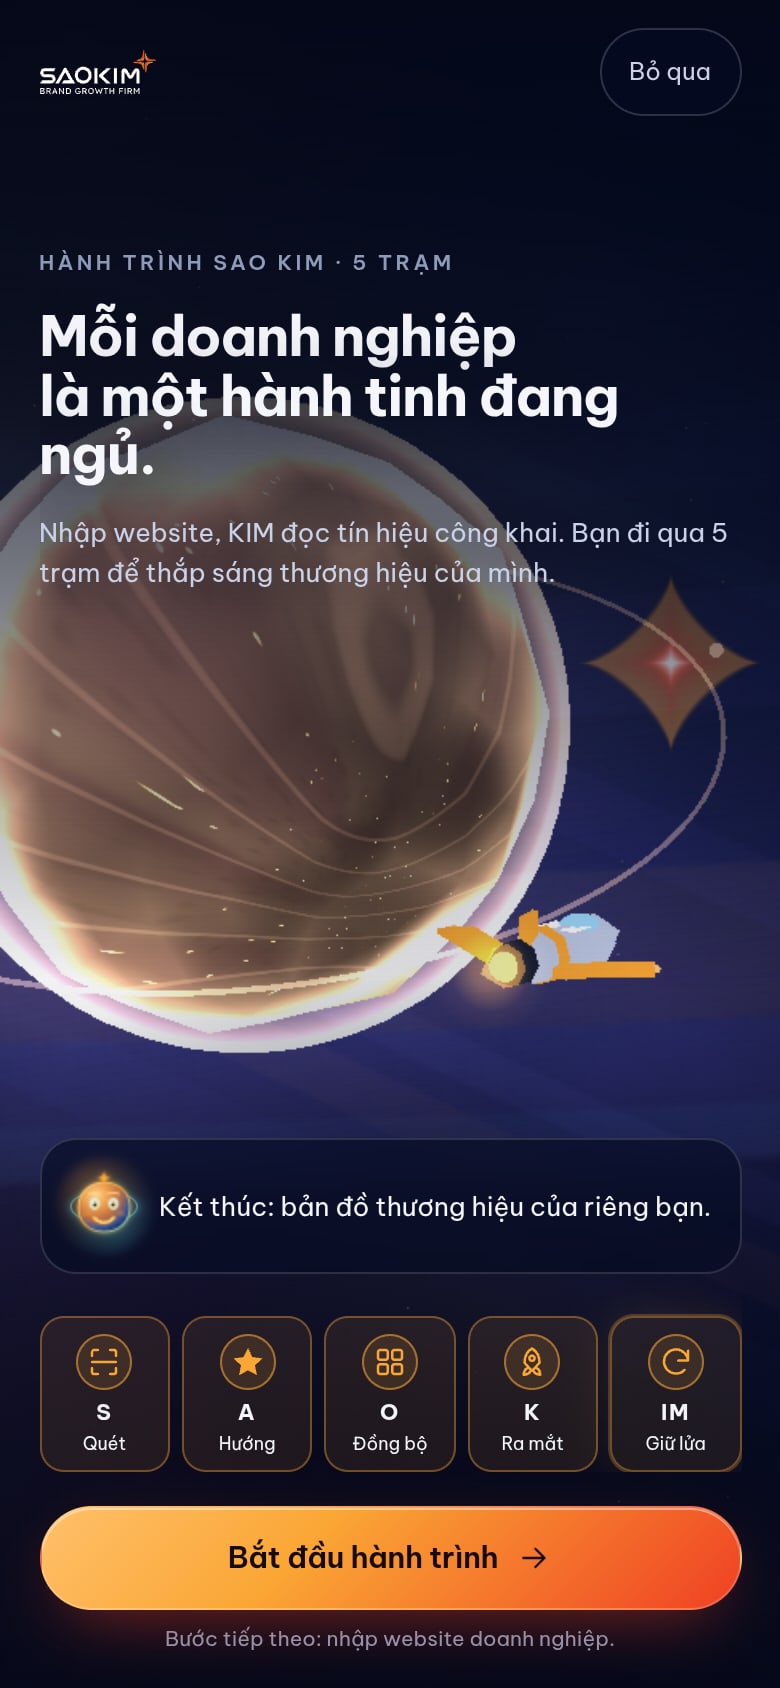 SAOKIM
BRAND GROWTH FIRM
Bỏ qua
HÀNH TRÌNH SAO KIM · 5 TRẠM
Mỗi doanh nghiệp
là một hành tinh đang
ngủ.
Nhập website, KIM đọc tín hiệu công khai. Bạn đi qua 5
trạm để thắp sáng thương hiệu của mình.
Kết thúc: bản đồ thương hiệu của riêng bạn.
S
Quét
A
Hướng
O
Đồng bộ
K
Ra mắt
IM
Giữ lửa
Bắt đầu hành trình →
Bước tiếp theo: nhập website doanh nghiệp.